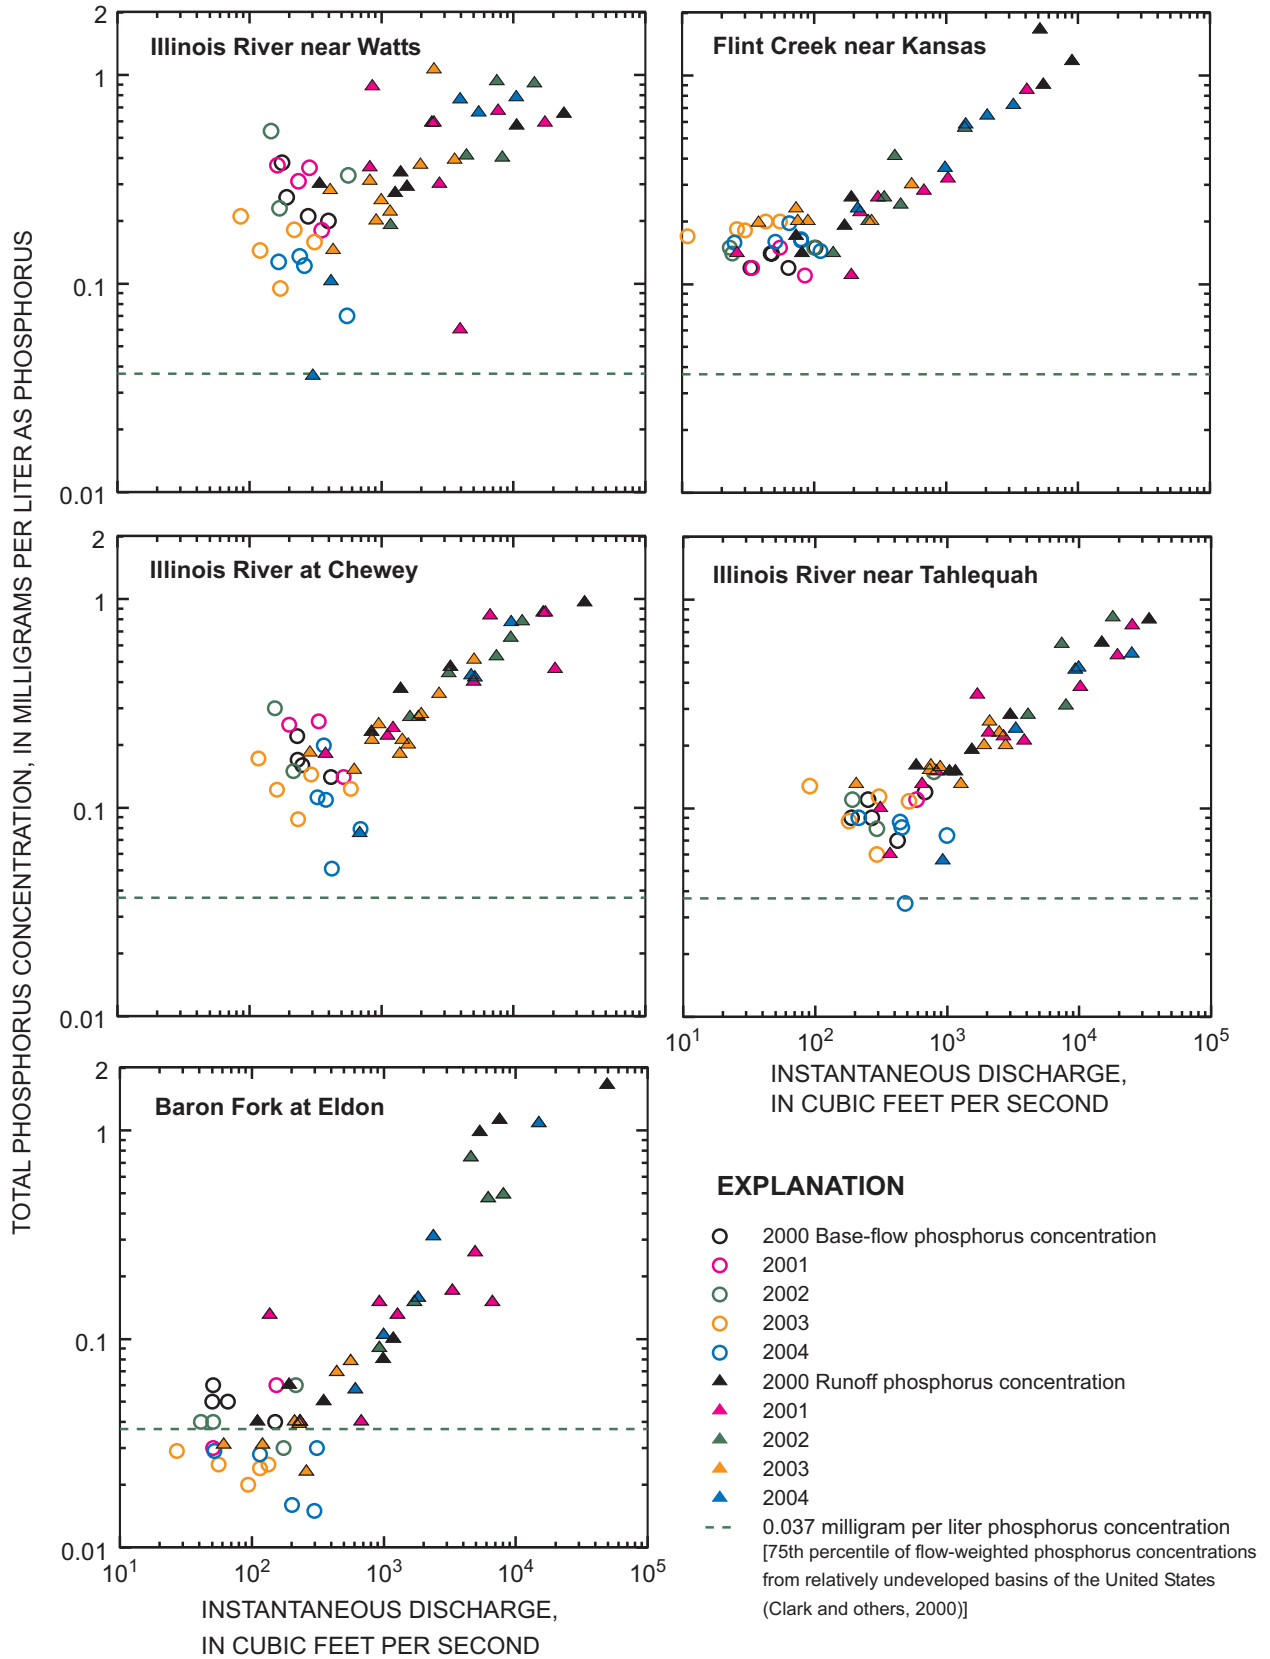 TOTAL PHOSPHORUS CONCENTRATION, IN MILLIGRAMS PER LITER AS PHOSPHORUS
Illinois River near Watts
2
1
0.1
0.01
Flint Creek near Kansas
Illinois River at Chewey
2
1
0.1
0.01
Illinois River near Tahlequah
10¹ 10² 10³ 10⁴ 10⁵
INSTANTANEOUS DISCHARGE,
IN CUBIC FEET PER SECOND
Baron Fork at Eldon
2
1
0.1
0.01
10¹ 10² 10³ 10⁴ 10⁵
INSTANTANEOUS DISCHARGE,
IN CUBIC FEET PER SECOND
EXPLANATION
2000 Base-flow phosphorus concentration
2001
2002
2003
2004
2000 Runoff phosphorus concentration
2001
2002
2003
2004
0.037 milligram per liter phosphorus concentration
[75th percentile of flow-weighted phosphorus concentrations
from relatively undeveloped basins of the United States
(Clark and others, 2000)]